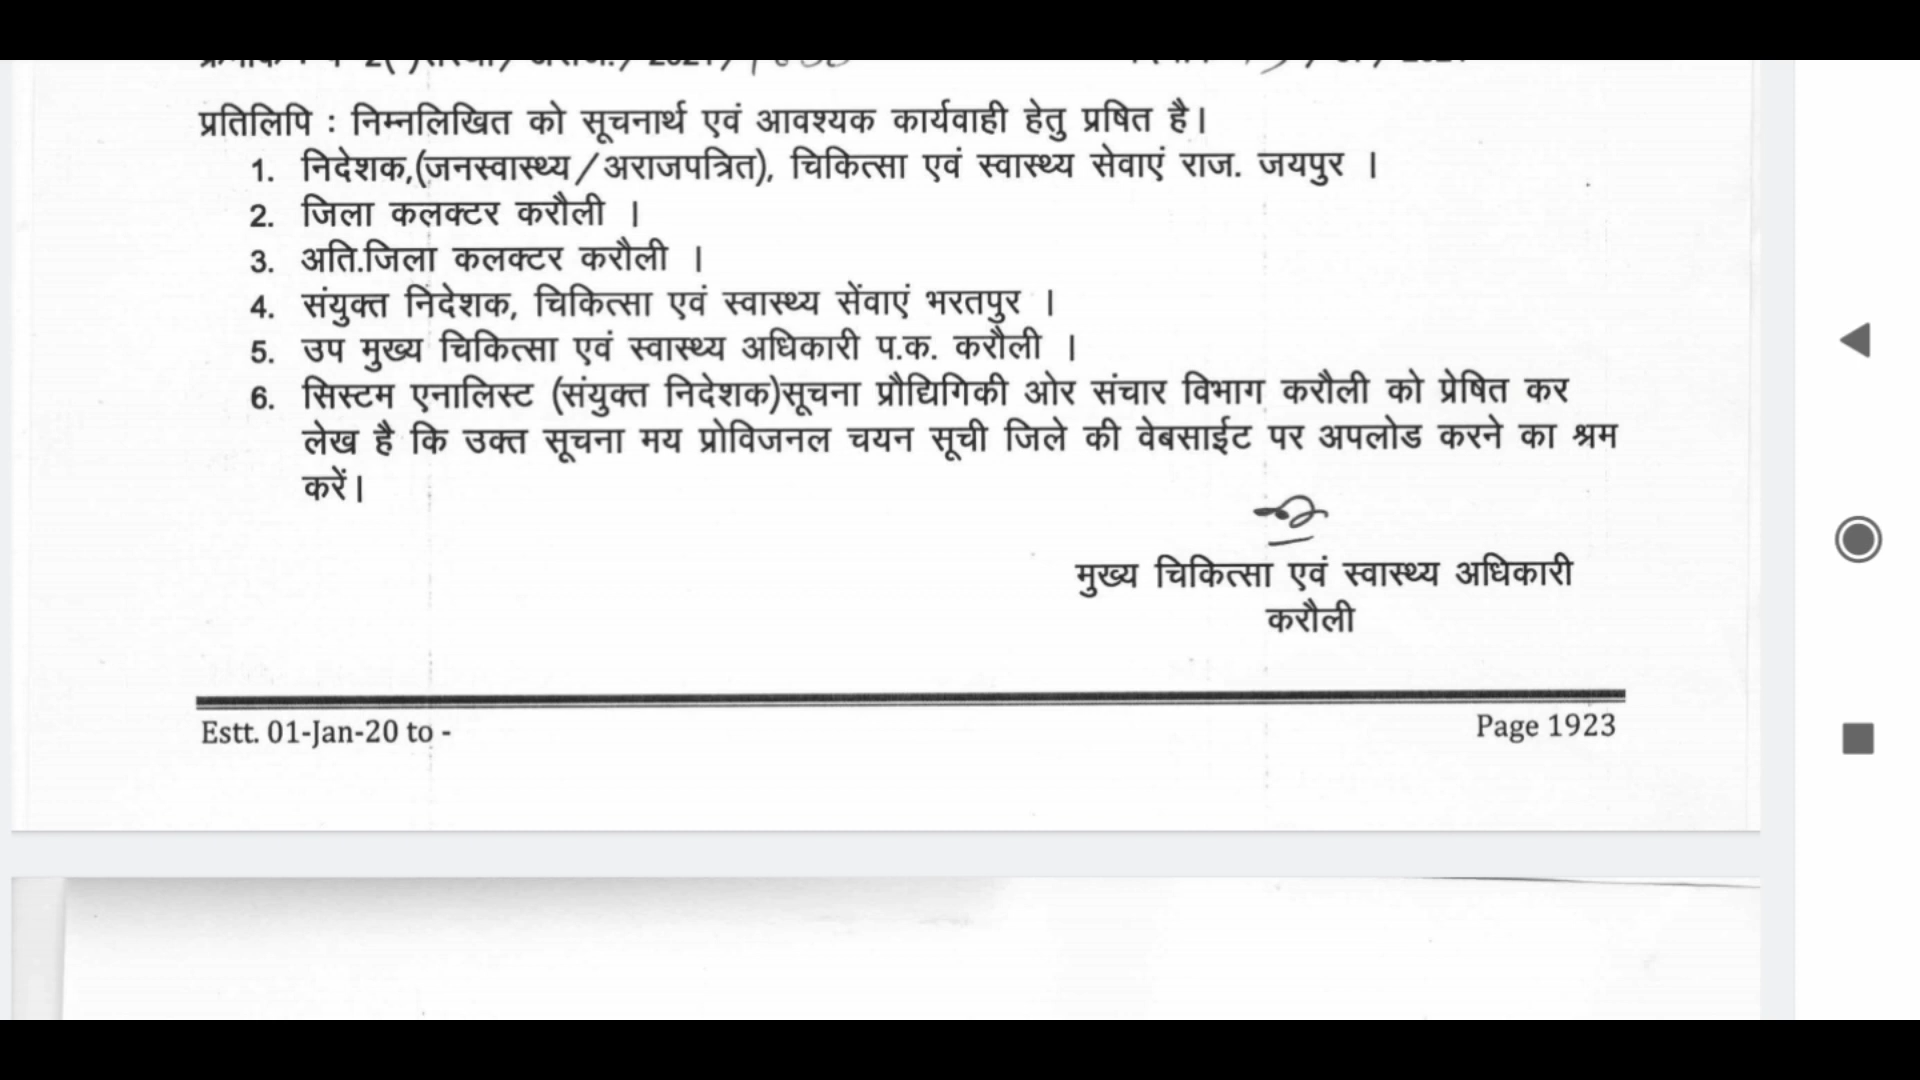 प्रतिलिपि : निम्नलिखित को सूचनार्थ एवं आवश्यक कार्यवाही हेतु प्रषित है।
1. निदेशक,(जनस्वास्थ्य/अराजपत्रित), चिकित्सा एवं स्वास्थ्य सेवाएं राज. जयपुर ।
2. जिला कलक्टर करौली ।
3. अति.जिला कलक्टर करौली ।
4. संयुक्त निदेशक, चिकित्सा एवं स्वास्थ्य सेंवाएं भरतपुर ।
5. उप मुख्य चिकित्सा एवं स्वास्थ्य अधिकारी प.क. करौली ।
6. सिस्टम एनालिस्ट (संयुक्त निदेशक)सूचना प्रौद्यिगिकी ओर संचार विभाग करौली को प्रेषित कर
लेख है कि उक्त सूचना मय प्रोविजनल चयन सूची जिले की वेबसाईट पर अपलोड करने का श्रम
करें।
मुख्य चिकित्सा एवं स्वास्थ्य अधिकारी
करौली
Estt. 01-Jan-20 to -
Page 1923